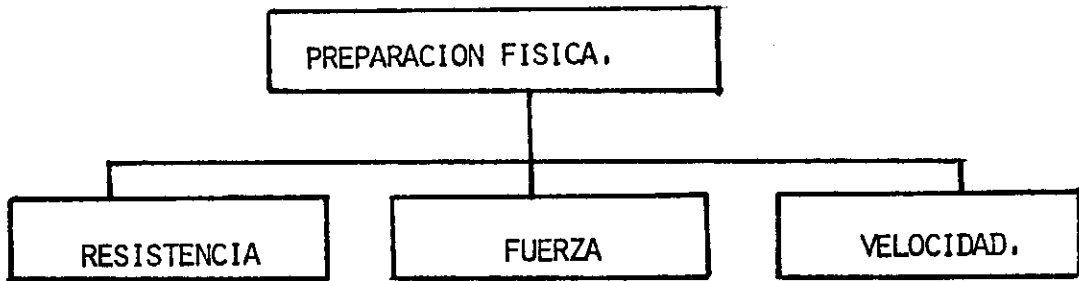 PREPARACION FISICA.
RESISTENCIA
FUERZA
VELOCIDAD.